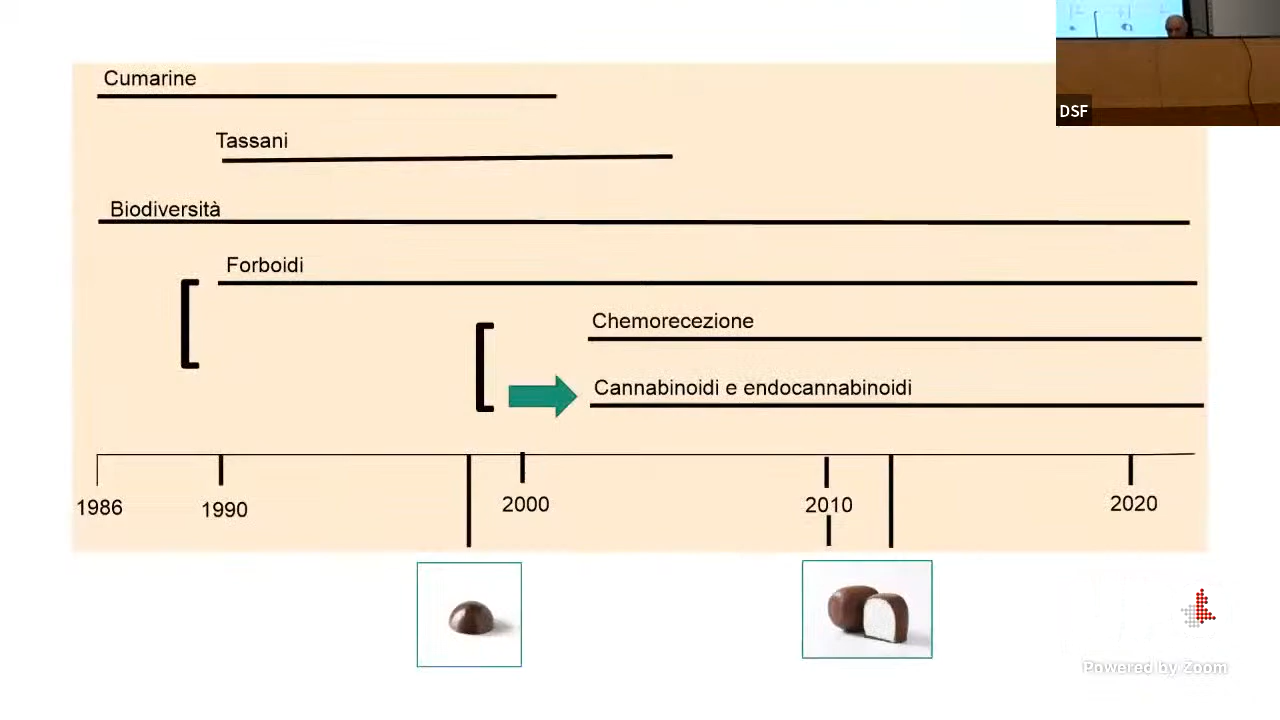 Cumarine
Tassani
Biodiversità
Forboidi
Chemorecezione
Cannabinoidi e endocannabinoidi
1986
1990
2000
2010
2020
DSF
Powered by Zoom